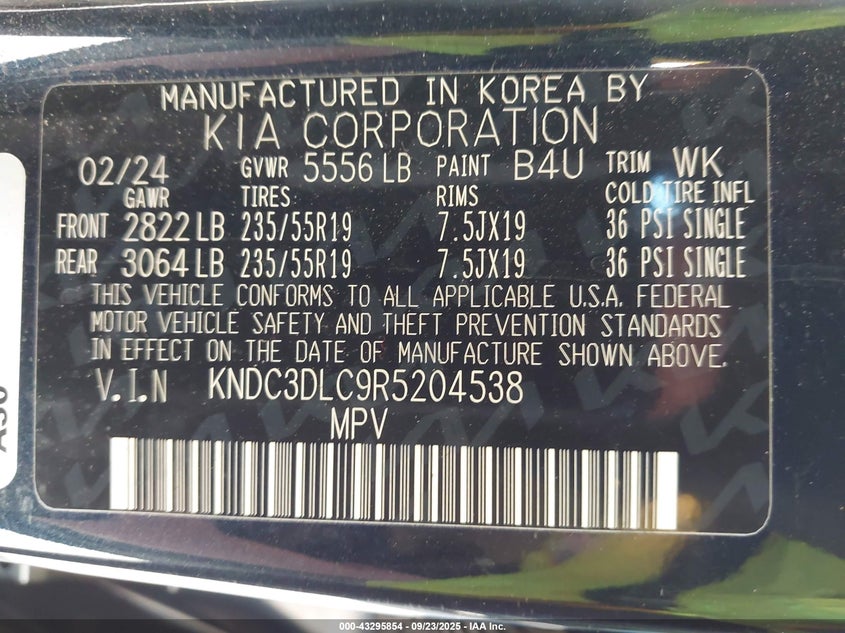 MANUFACTURED IN KOREA BY
KIA CORPORATION
02/24 GVWR 5556 LB PAINT B4U TRIM WK
GAWR TIRES RIMS COLD TIRE INFL
FRONT 2822 LB 235/55R19 7.5JX19 36 PSI SINGLE
REAR 3064 LB 235/55R19 7.5JX19 36 PSI SINGLE
THIS VEHICLE CONFORMS TO ALL APPLICABLE U.S.A. FEDERAL
MOTOR VEHICLE SAFETY AND THEFT PREVENTION STANDARDS
IN EFFECT ON THE DATE OF MANUFACTURE SHOWN ABOVE.
V.I.N KNDC3DLC9R5204538
MPV
000-43295854 - 09/23/2025 - IAA Inc.